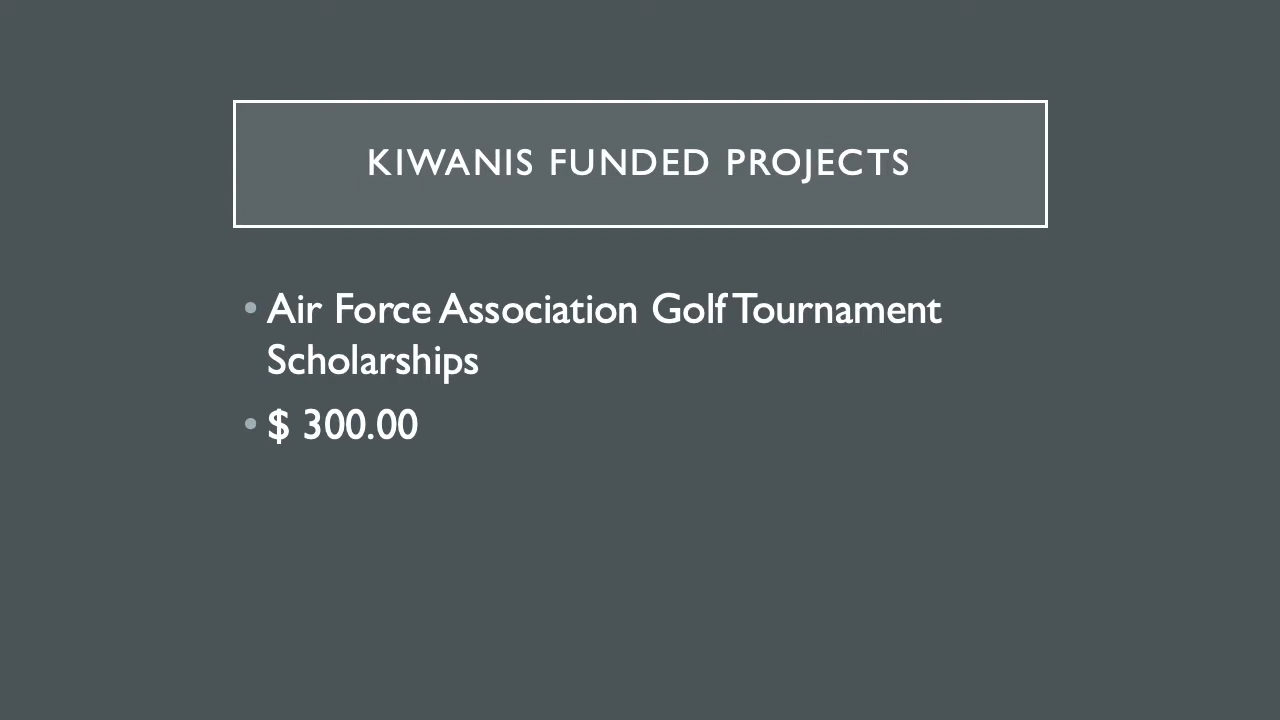 KIWANIS FUNDED PROJECTS
• Air Force Association Golf Tournament
Scholarships
• $ 300.00